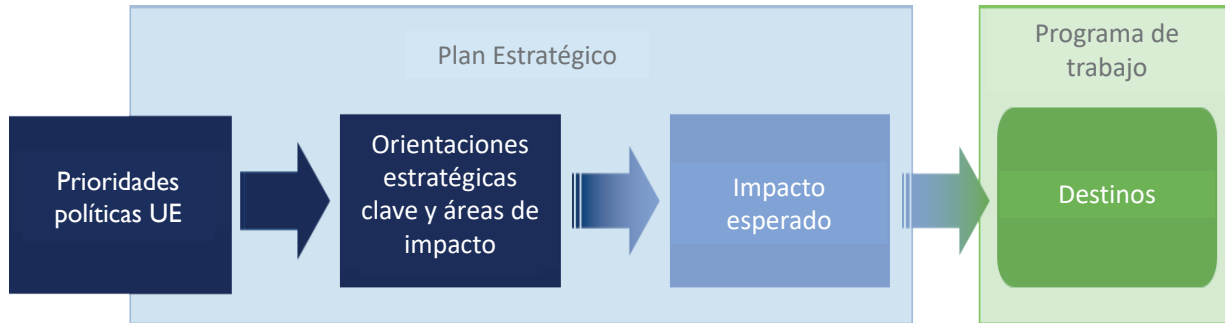 Plan Estratégico
Programa de
trabajo
Prioridades
políticas UE
Orientaciones
estratégicas
clave y áreas de
impacto
Impacto
esperado
Destinos